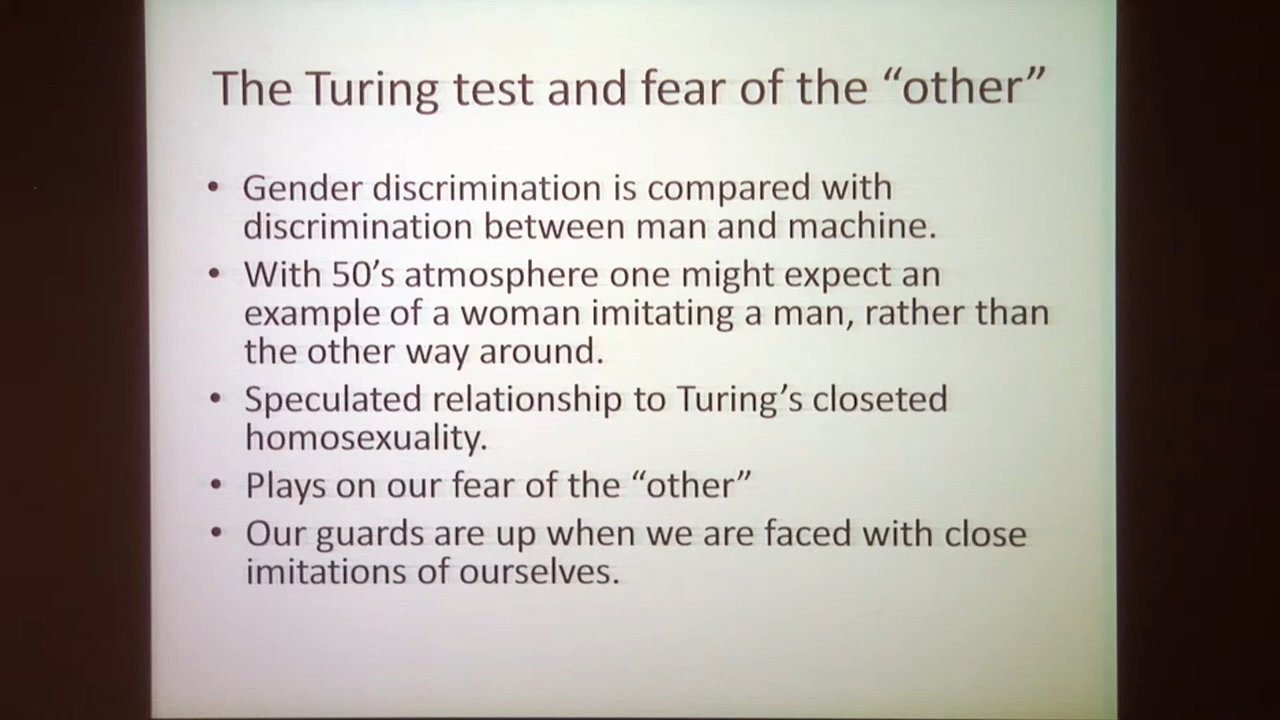 The Turing test and fear of the “other”
• Gender discrimination is compared with
discrimination between man and machine.
• With 50’s atmosphere one might expect an
example of a woman imitating a man, rather than
the other way around.
• Speculated relationship to Turing’s closeted
homosexuality.
• Plays on our fear of the “other”
• Our guards are up when we are faced with close
imitations of ourselves.